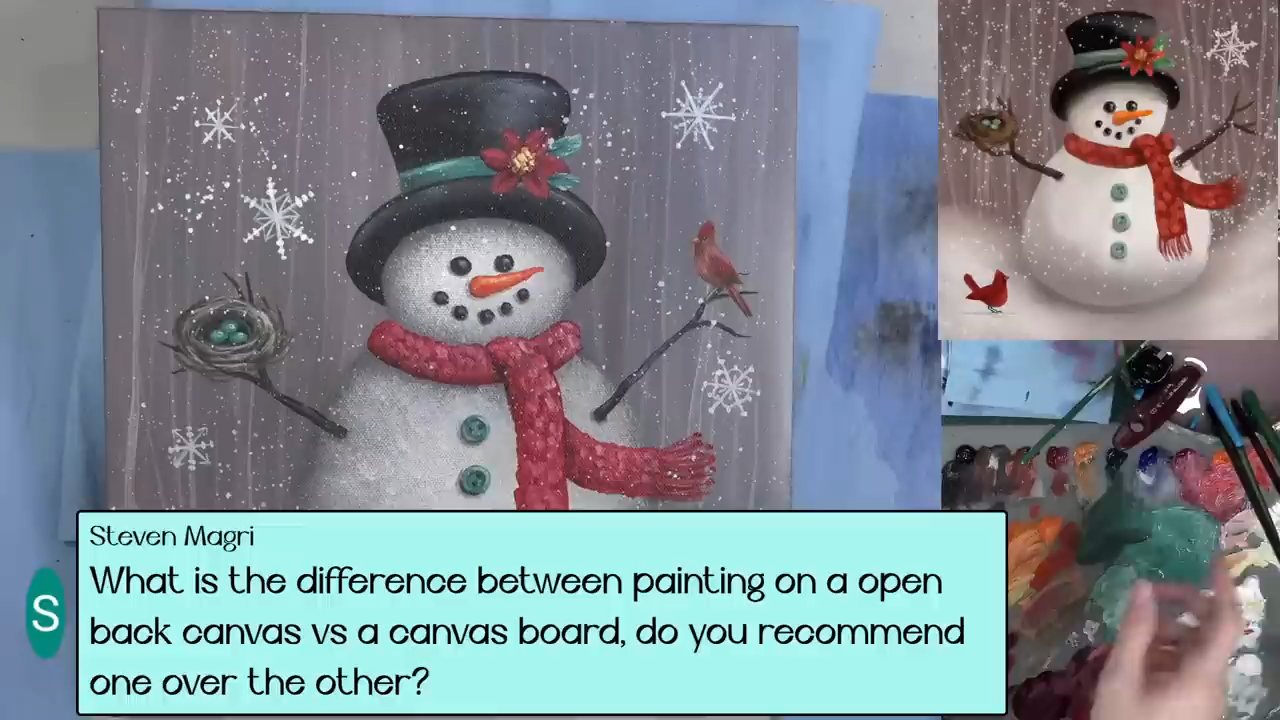 Steven Magri
S
What is the difference between painting on a open
back canvas vs a canvas board, do you recommend
one over the other?